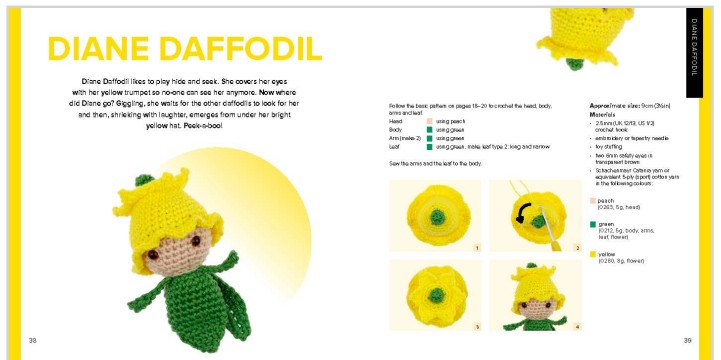 DIANE DAFFODIL
Diane Daffodil likes to play hide and seek. She covers her eyes
with her yellow trumpet so no-one can see her anymore. Now where
did Diane go? Giggling, she waits for the other daffodils to look for her
and then, shrieking with laughter, emerges from under her bright
yellow hat. Peek-a-boo!
38
DIANE DAFFODIL
Follow the basic pattern on pages 18–20 to crochet the head, body,
arms and leaf.
Head using peach
Body using green
Arm (make 2) using green
Leaf using green, make leaf type 2: long and narrow
Sew the arms and the leaf to the body.
1
2
3
4
Approximate size: 9cm (3½in)
Materials
• 2.5mm (UK 12/13, US 1/2)
crochet hook
• embroidery or tapestry needle
• toy stuffing
• two 6mm safety eyes in
transparent brown
• Schachenmayr Catania yarn or
equivalent 5-ply (sport) cotton yarn
in the following colours:
peach
(0263, 5g, head)
green
(0212, 5g, body, arms,
leaf, flower)
yellow
(0280, 8g, flower)
39